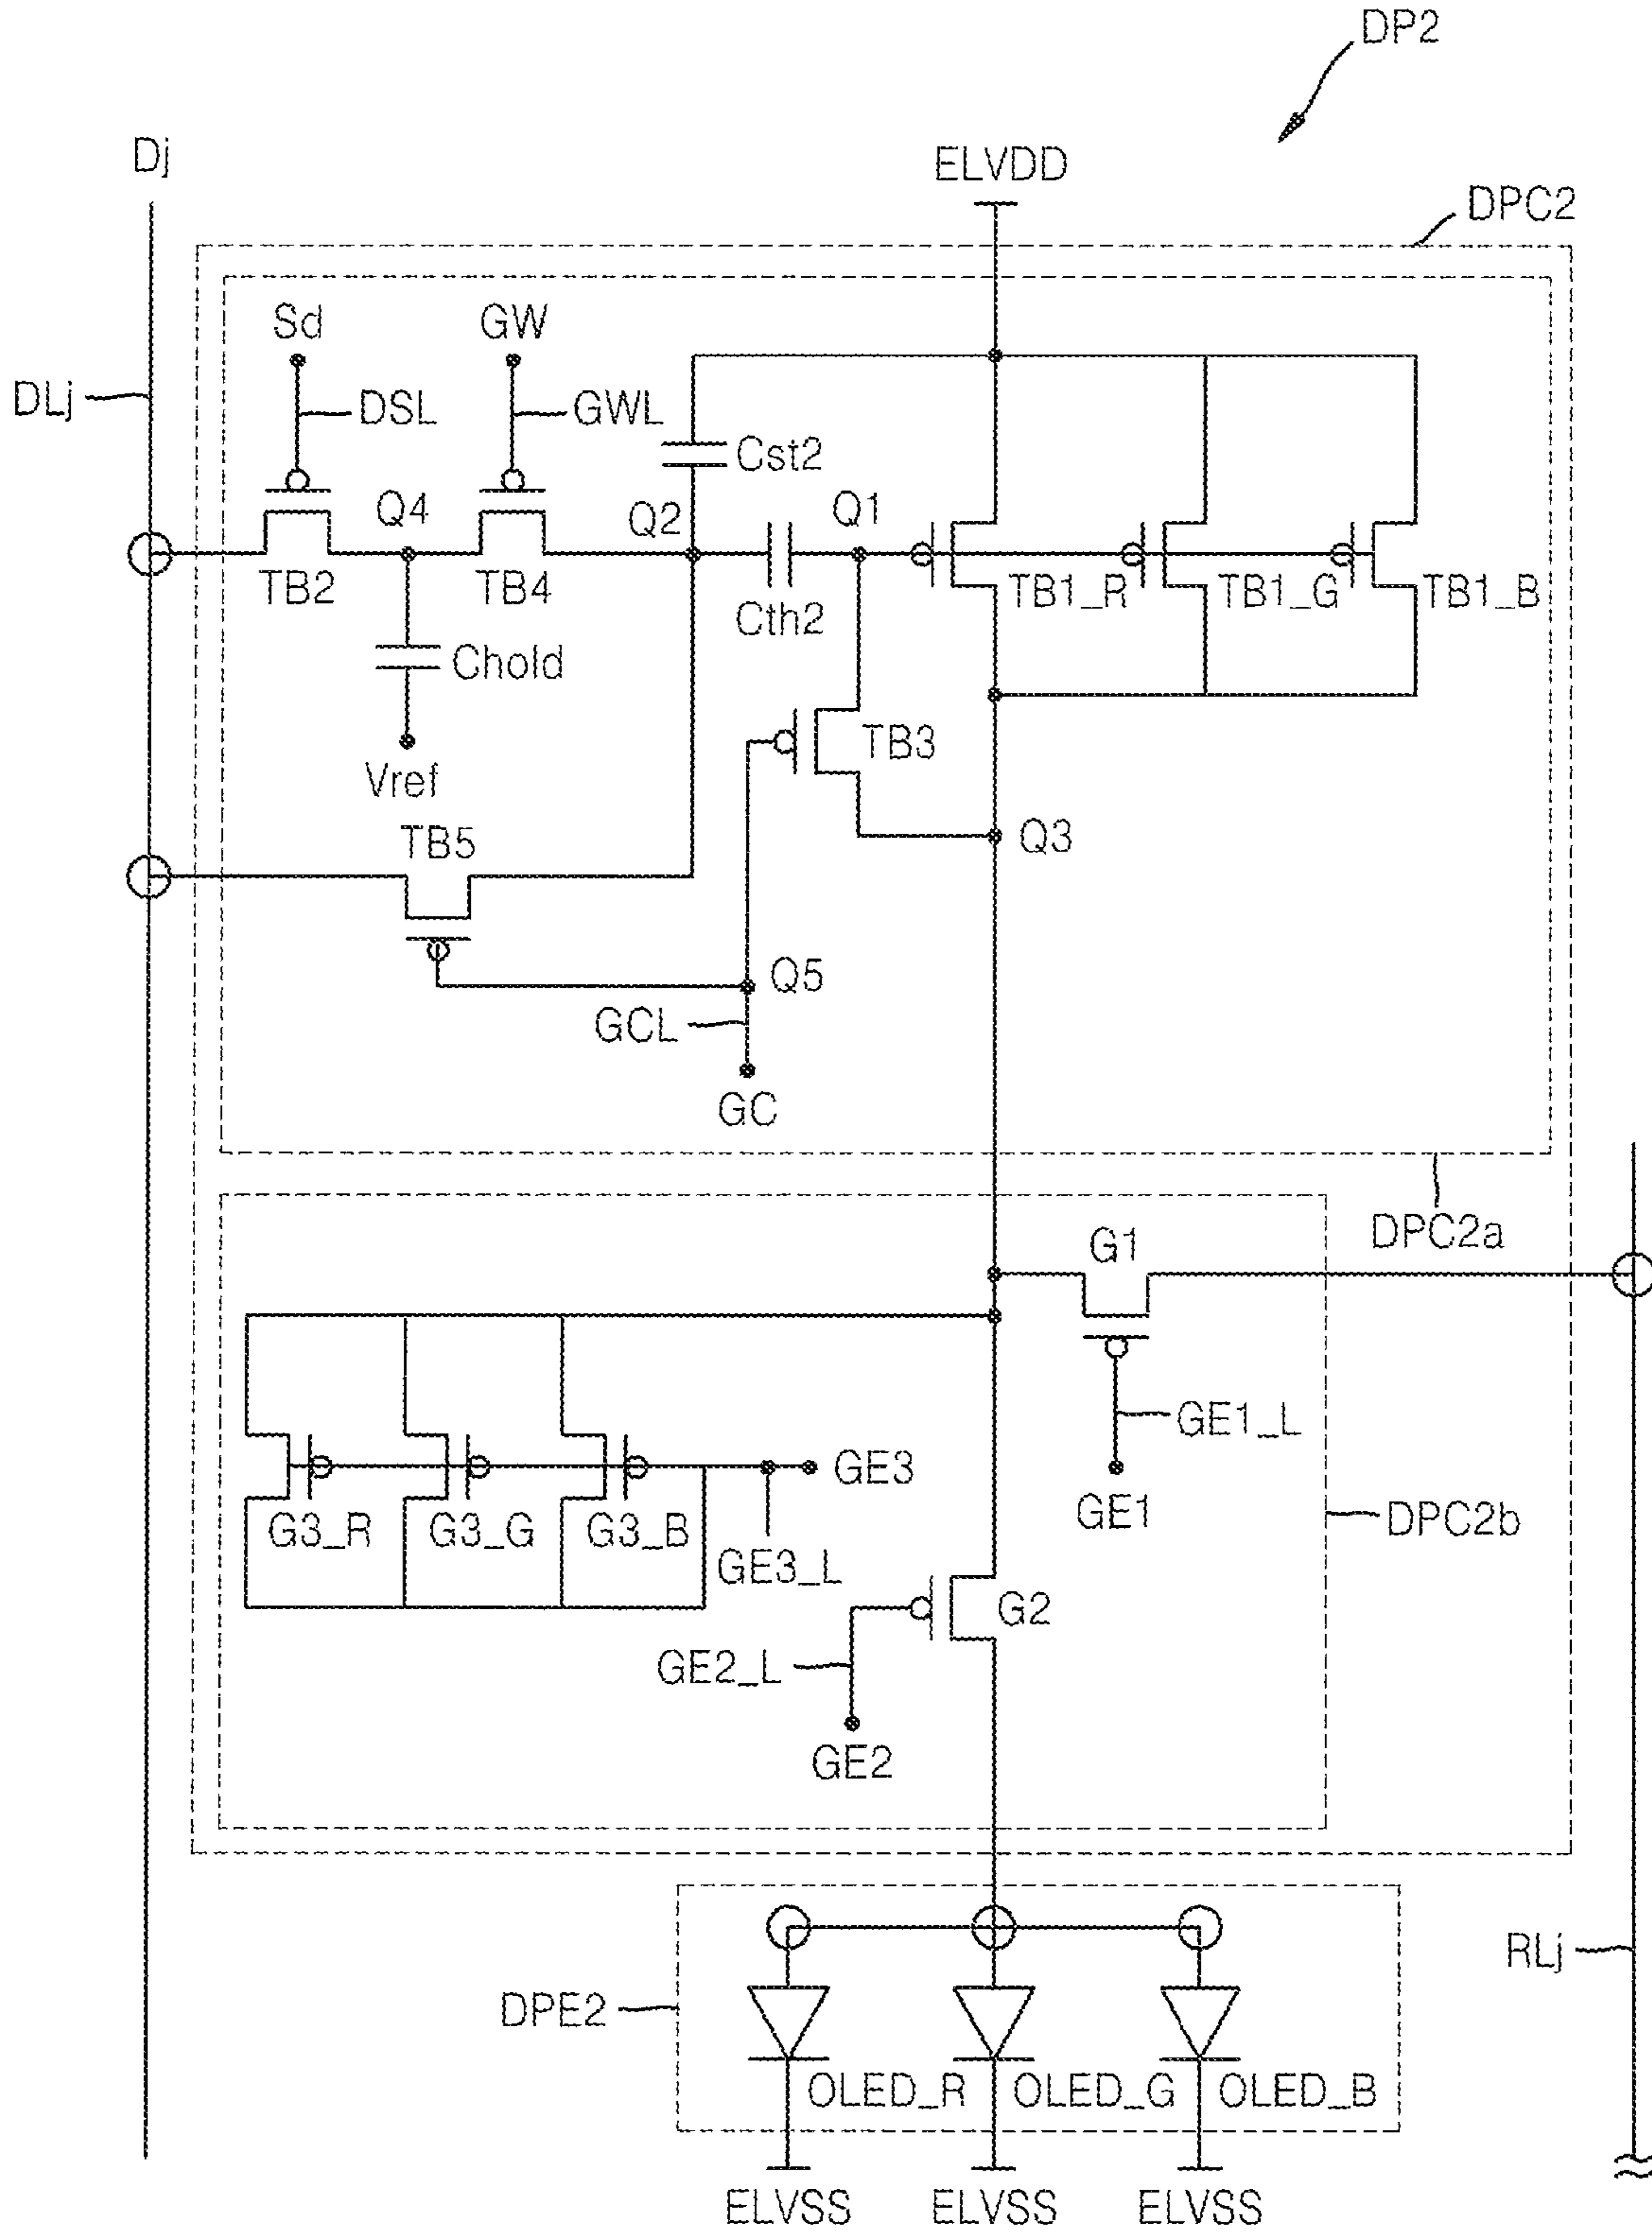 DP2
Dj
ELVDD
DPC2
Sd
GW
DLj
DSL
GWL
Cst2
Q4
Q2
Q1
TB2
TB4
Cth2
TB1_R
TB1_G
TB1_B
Chold
Vref
TB3
TB5
Q3
Q5
GCL
GC
DPC2a
G1
GE1_L
GE3
GE1
DPC2b
G3_R
G3_G
G3_B
GE3_L
G2
GE2_L
GE2
RLj
DPE2
OLED_R
OLED_G
OLED_B
ELVSS
ELVSS
ELVSS